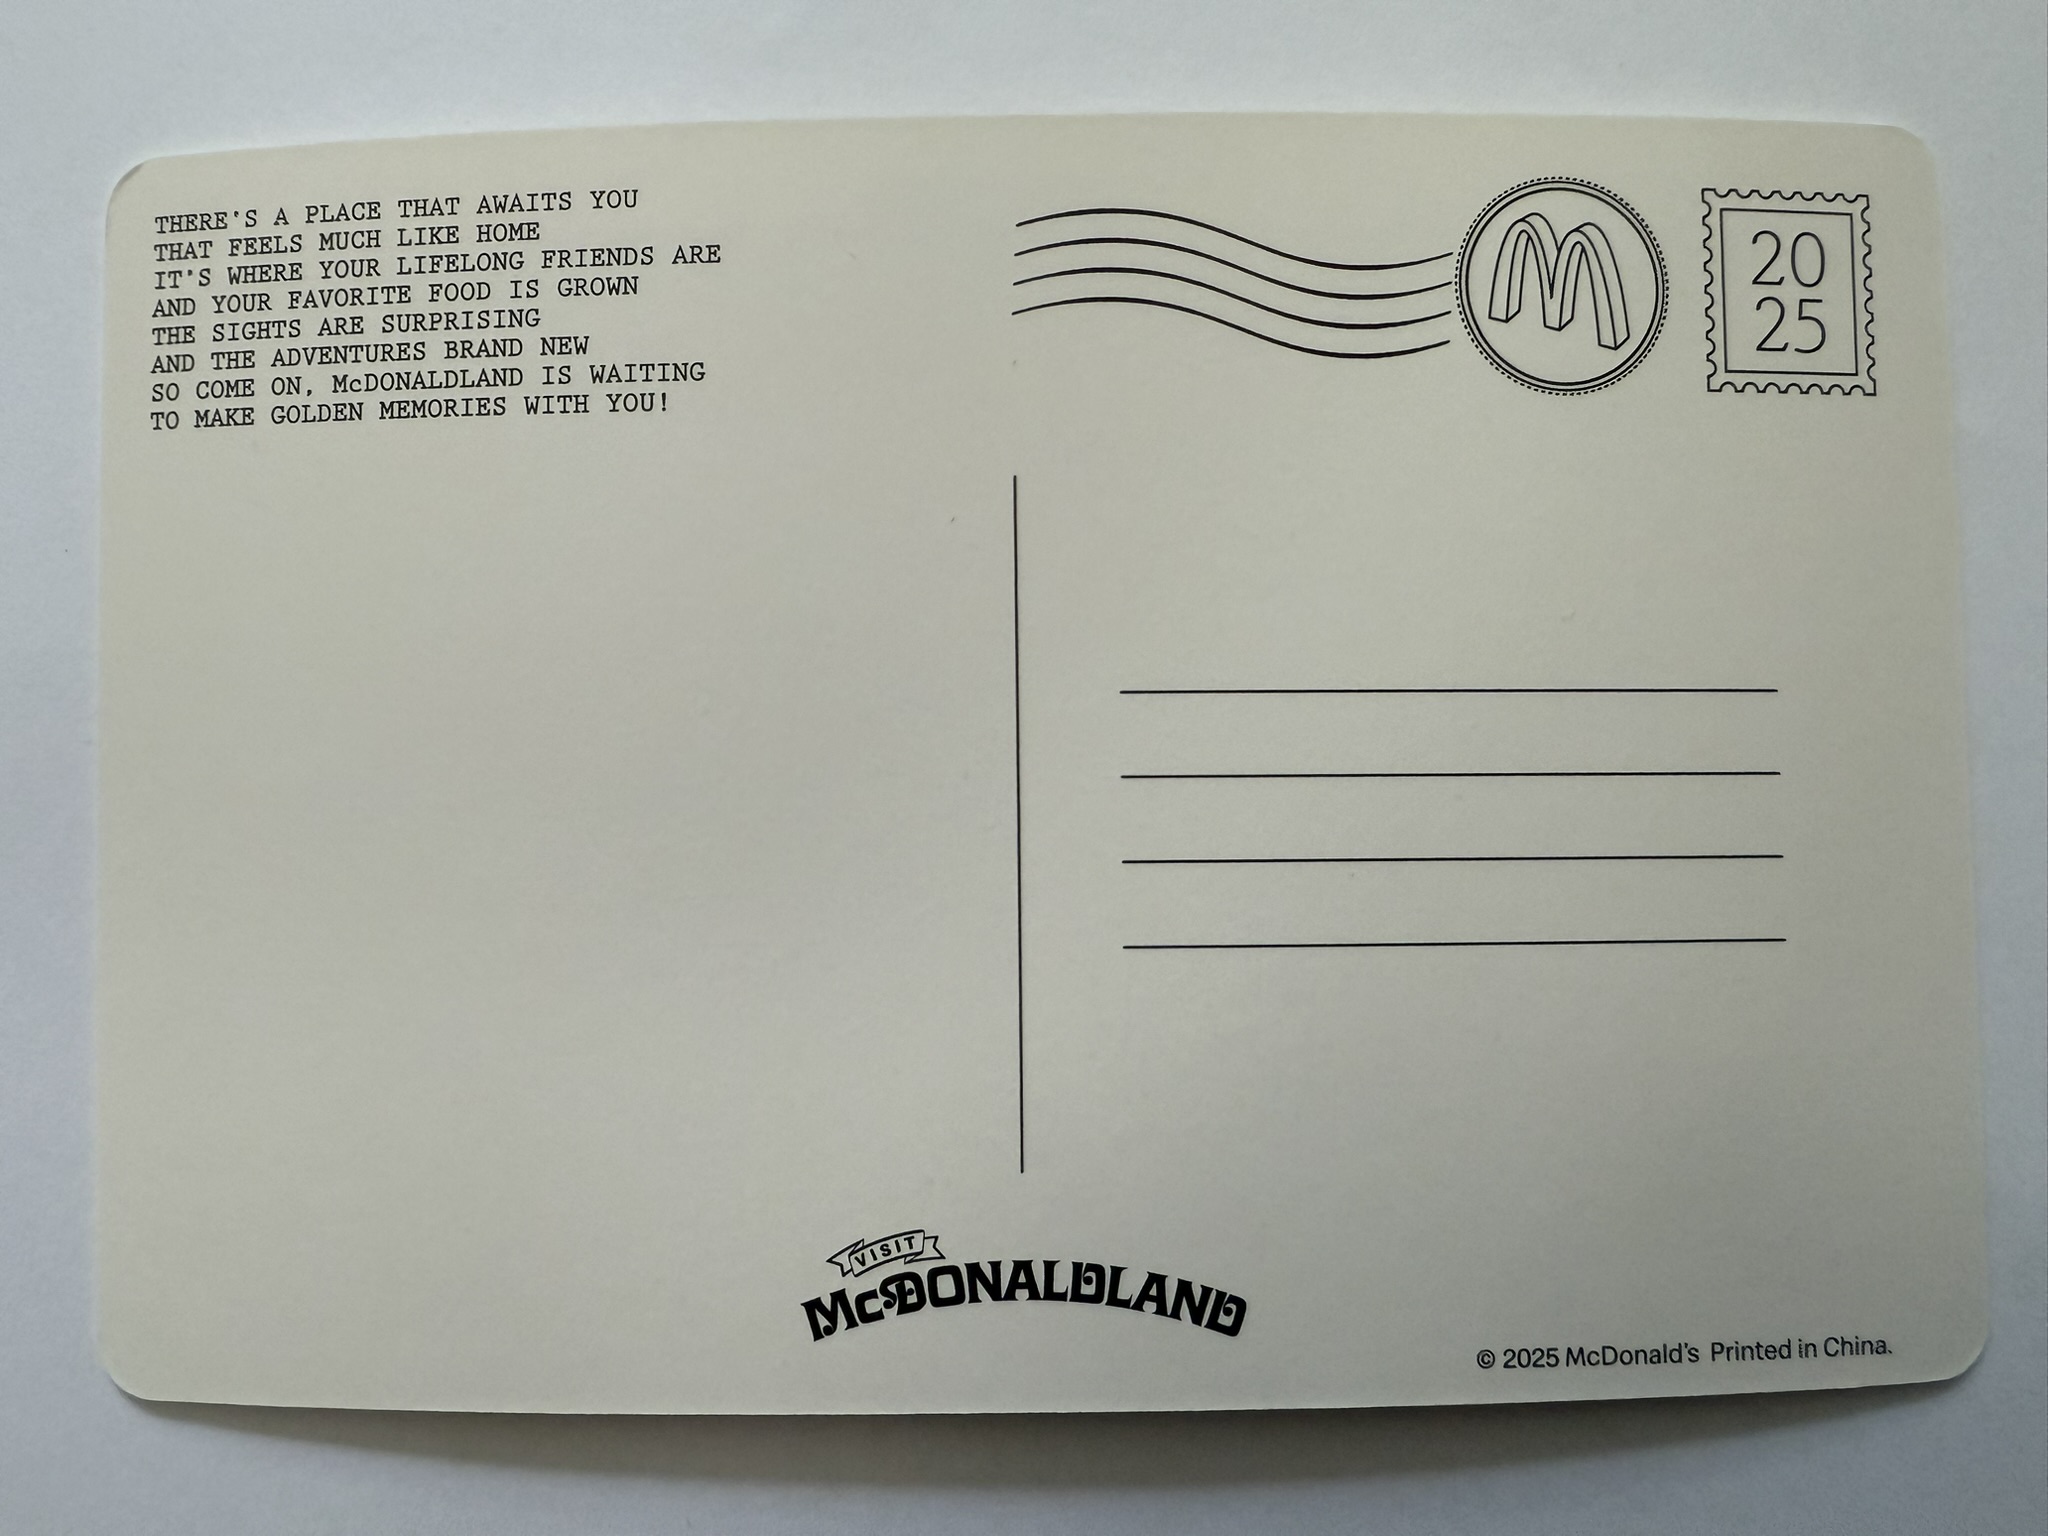 THERE'S A PLACE THAT AWAITS YOU
THAT FEELS MUCH LIKE HOME
IT'S WHERE YOUR LIFELONG FRIENDS ARE
AND YOUR FAVORITE FOOD IS GROWN
THE SIGHTS ARE SURPRISING
AND THE ADVENTURES BRAND NEW
SO COME ON, McDONALDLAND IS WAITING
TO MAKE GOLDEN MEMORIES WITH YOU!
M
20
25
VISIT
McDONALDLAND
© 2025 McDonald's Printed in China.